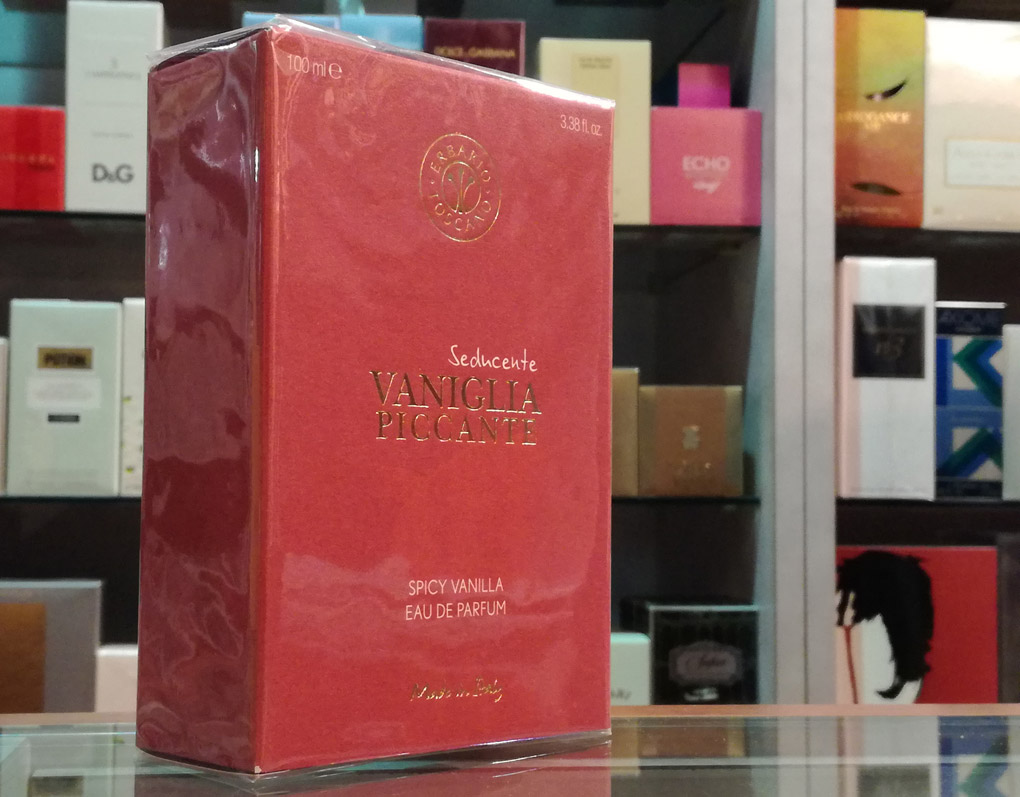 100 ml ℮
3.38 fl. oz.
ERBARIO TOSCANO
Seducente
VANIGLIA
PICCANTE
SPICY VANILLA
EAU DE PARFUM
Made in Italy
DOLCE & GABBANA
D&G
ECHO
POTION